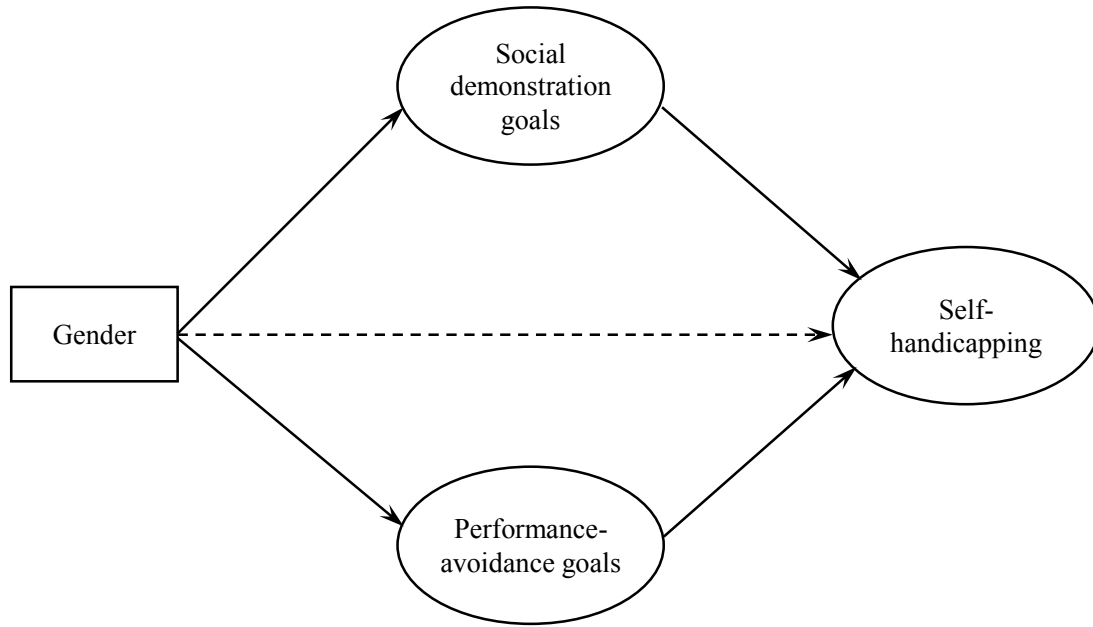 Social
demonstration
goals
Gender
Self-
handicapping
Performance-
avoidance goals